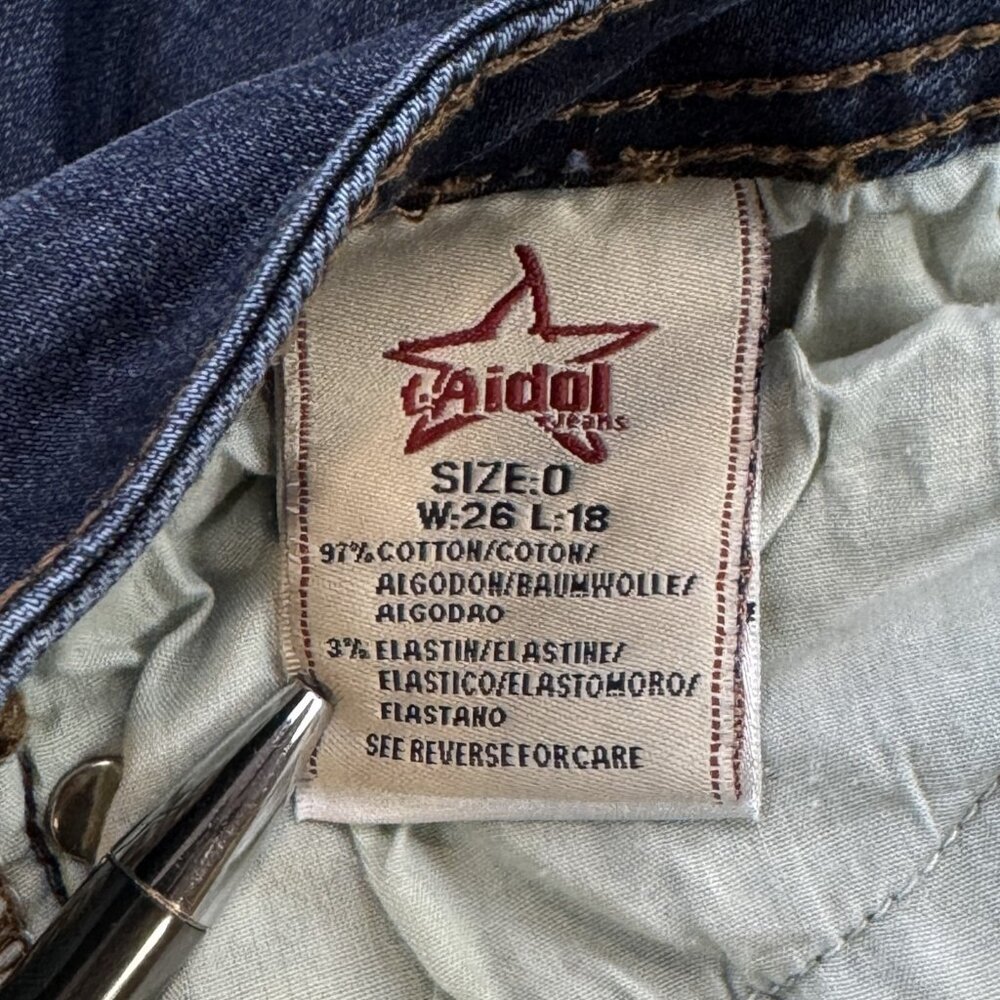 L.A idol
Jeans
SIZE:0
W:26 L:18
97% COTTON/COTON/
ALGODON/BAUMWOLLE/
ALGODAO
3% ELASTIN/ELASTINE/
ELASTICO/ELASTOMORO/
ELASTANO
SEE REVERSE FOR CARE